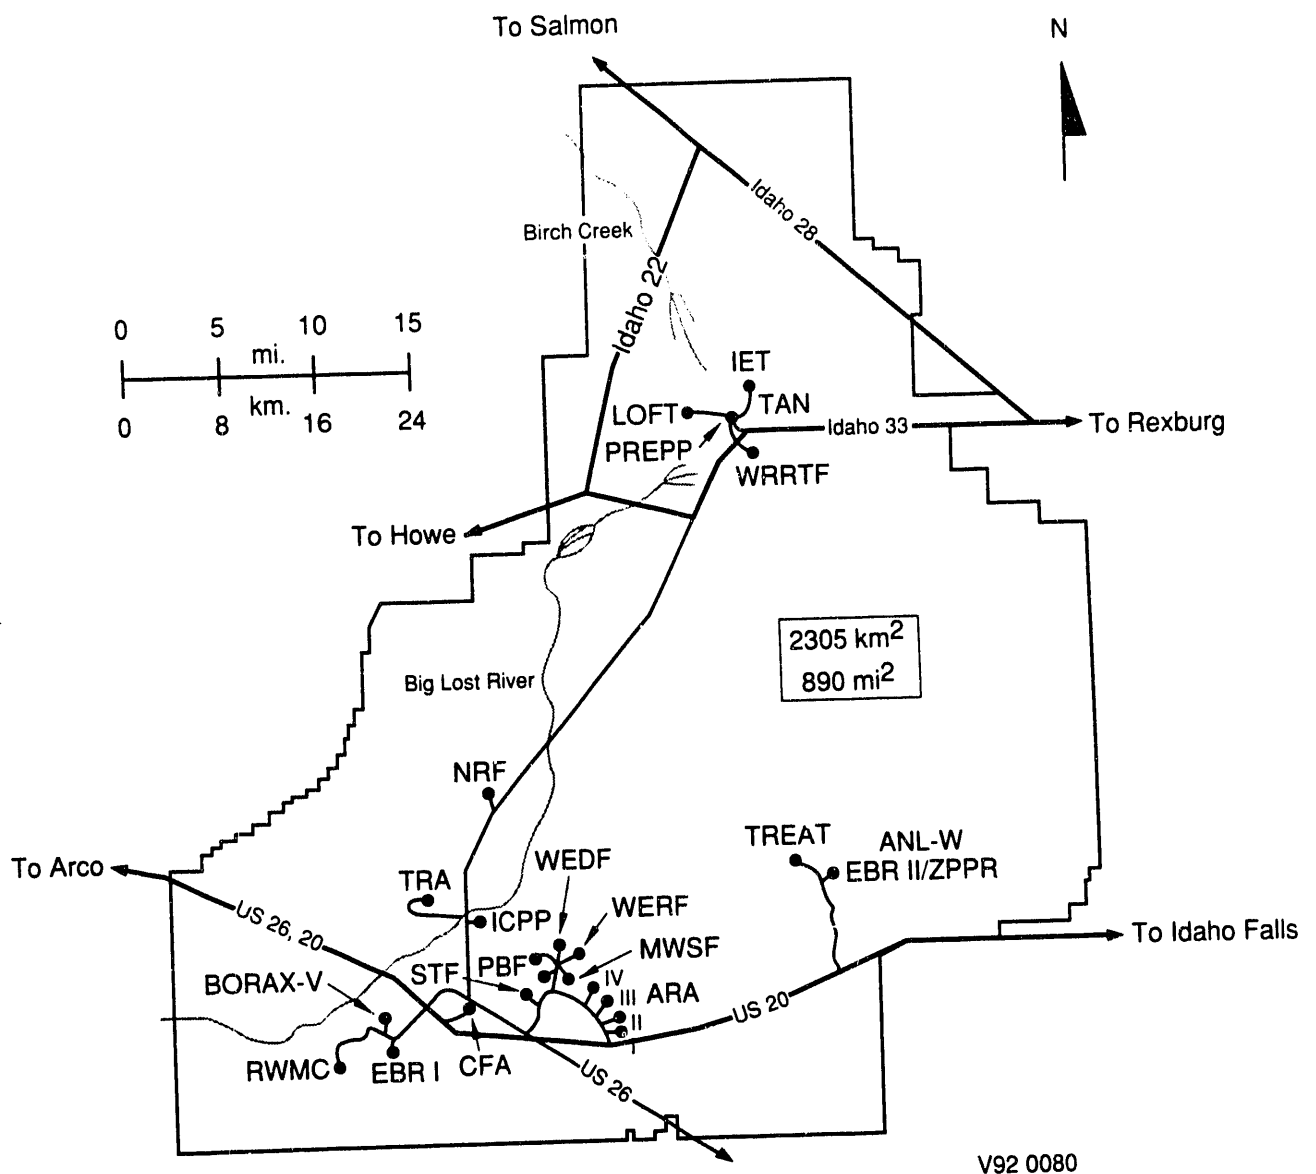 To Salmon
N
Idaho 28
Birch Creek
Idaho 22
0 5 10 15
mi.
km.
0 8 16 24
IET
LOFT
TAN
PREPP
Idaho 33
To Rexburg
WRRTF
To Howe
2305 km2
890 mi2
Big Lost River
NRF
TREAT
ANL-W
EBR II/ZPPR
To Arco
WEDF
TRA
WERF
US 26, 20
ICPP
MWSF
To Idaho Falls
STF
PBF
IV
III
ARA
II
I
BORAX-V
US 20
RWMC
EBR I
CFA
US 26
V92 0080